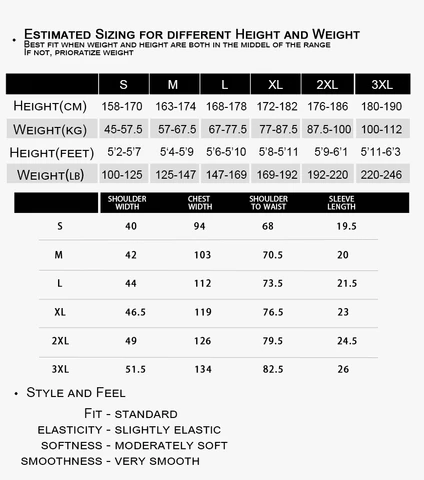 • Estimated Sizing for different Height and Weight
Best fit when weight and height are both in the middel of the range
If not, prioratize weight
S M L XL 2XL 3XL
Height(cm) 158-170 163-174 168-178 172-182 176-186 180-190
Weight(kg) 45-57.5 57-67.5 67-77.5 77-87.5 87.5-100 100-112
Height(feet) 5'2-5'7 5'4-5'9 5'6-5'10 5'8-5'11 5'9-6'1 5'11-6'3
Weight(lb) 100-125 125-147 147-169 169-192 192-220 220-246
SHOULDER WIDTH CHEST WIDTH SHOULDER TO WAIST SLEEVE LENGTH
S 40 94 68 19.5
M 42 103 70.5 20
L 44 112 73.5 21.5
XL 46.5 119 76.5 23
2XL 49 126 79.5 24.5
3XL 51.5 134 82.5 26
• Style and Feel
Fit - standard
elasticity - slightly elastic
softness - moderately soft
smoothness - very smooth